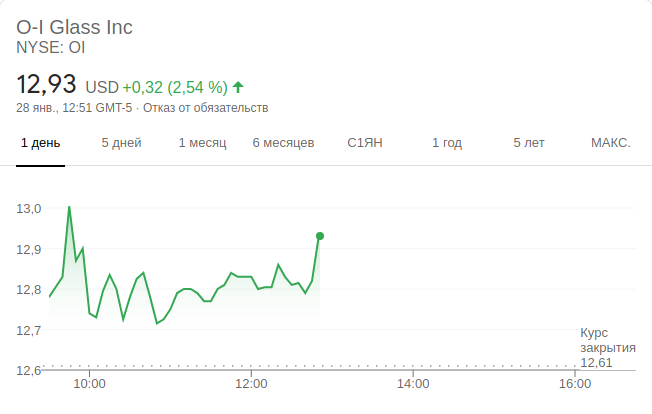 O-I Glass Inc
NYSE: OI
12,93 USD +0,32 (2,54 %)
28 янв., 12:51 GMT-5 · Отказ от обязательств
1 день 5 дней 1 месяц 6 месяцев С1ЯН 1 год 5 лет МАКС.
13,0
12,9
12,8
12,7
Курс
закрытия
12,61
12,6
10:00 12:00 14:00 16:00